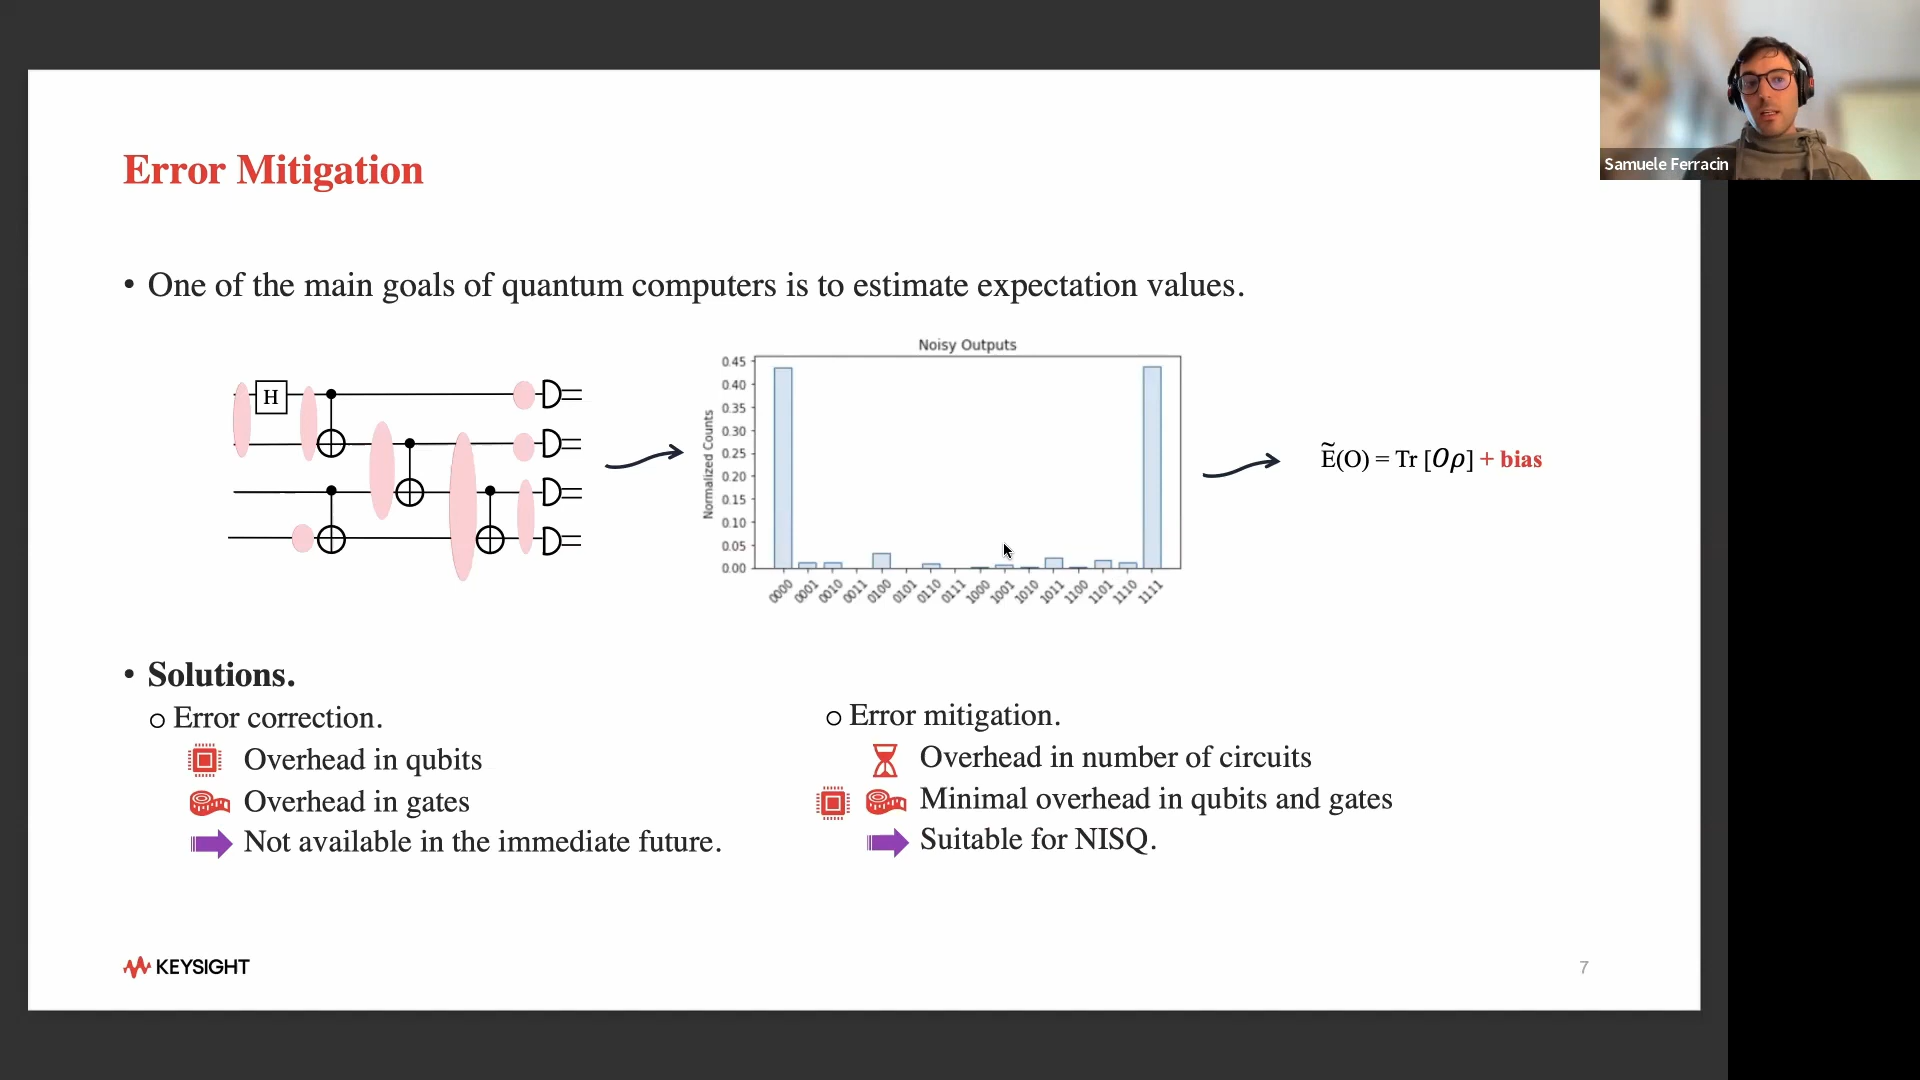 Samuele Ferracin
Error Mitigation
• One of the main goals of quantum computers is to estimate expectation values.
H
Noisy Outputs
Normalized Counts
0.45
0.40
0.35
0.30
0.25
0.20
0.15
0.10
0.05
0.00
0000 0001 0010 0011 0100 0101 0110 0111 1000 1001 1010 1011 1100 1101 1110 1111
Ẽ(O) = Tr [Oρ] + bias
• Solutions.
o Error correction.
Overhead in qubits
Overhead in gates
Not available in the immediate future.
o Error mitigation.
Overhead in number of circuits
Minimal overhead in qubits and gates
Suitable for NISQ.
KEYSIGHT
7